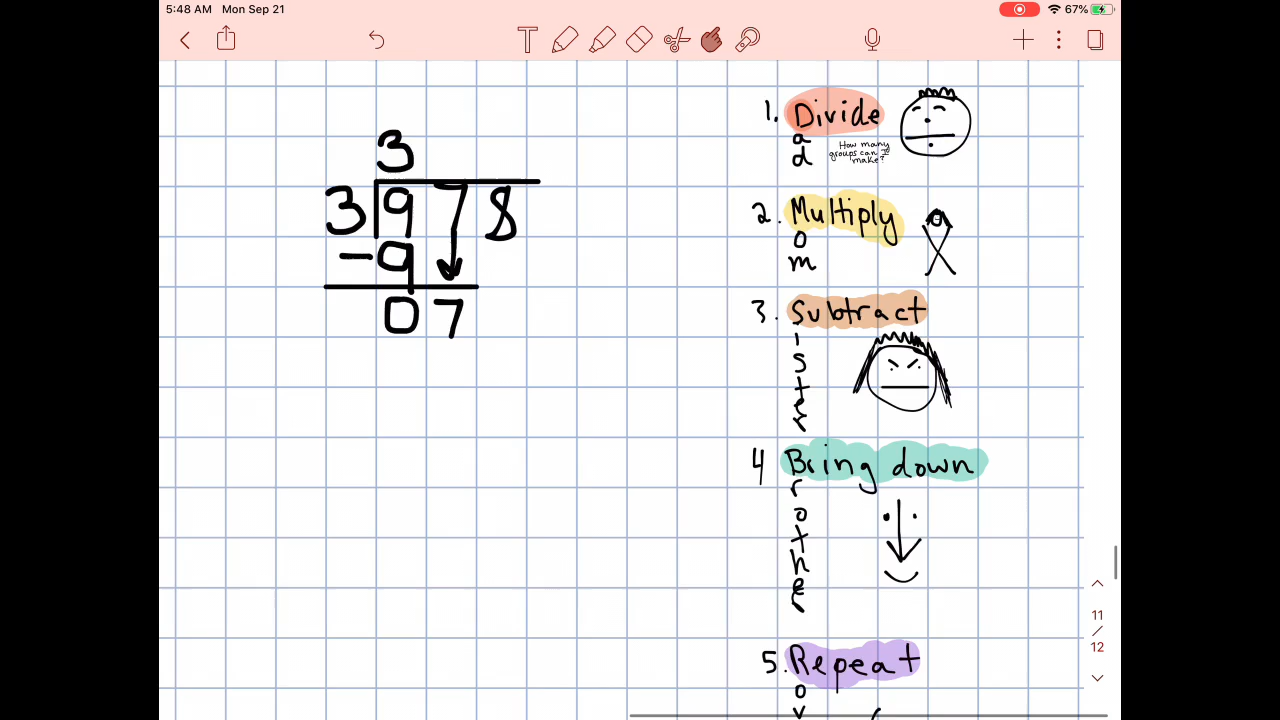 5:48 AM Mon Sep 21
67%
3
3 9 7 8
- 9
0 7
1. Divide
a
d
How many
groups can I
make?
2. Multiply
o
m
3. Subtract
i
s
t
e
r
4 Bring down
r
o
t
h
e
r
5. Repeat
o
v
11
/
12